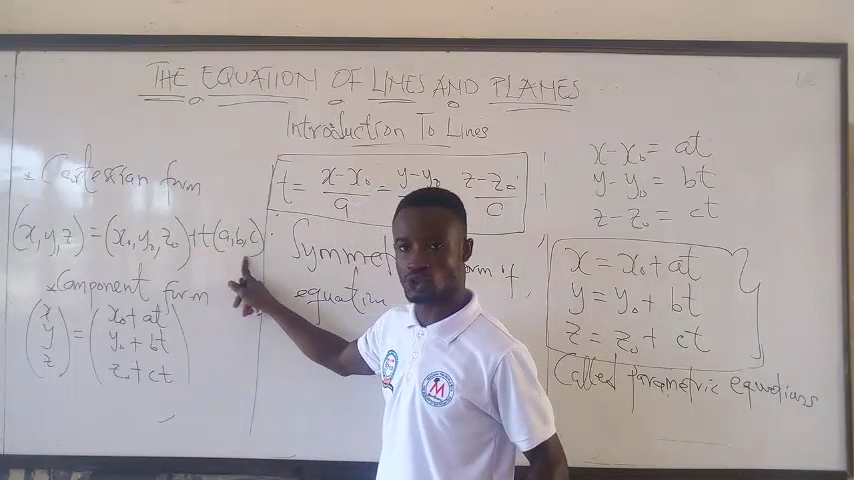 THE EQUATION OF LINES AND PLANES
Introduction To Lines
* Cartesian form
(x,y,z) = (x₀,y₀,z₀) + t(a,b,c)
* Component form
(x y z) = (x₀ + at
y₀ + bt
z₀ + ct)
t = x-x₀/a = y-y₀ z-z₀/c
Symmet orm of
equation
x-x₀ = at
y-y₀ = bt
z-z₀ = ct
x = x₀ + at
y = y₀ + bt
z = z₀ + ct
Called parametric equations
M